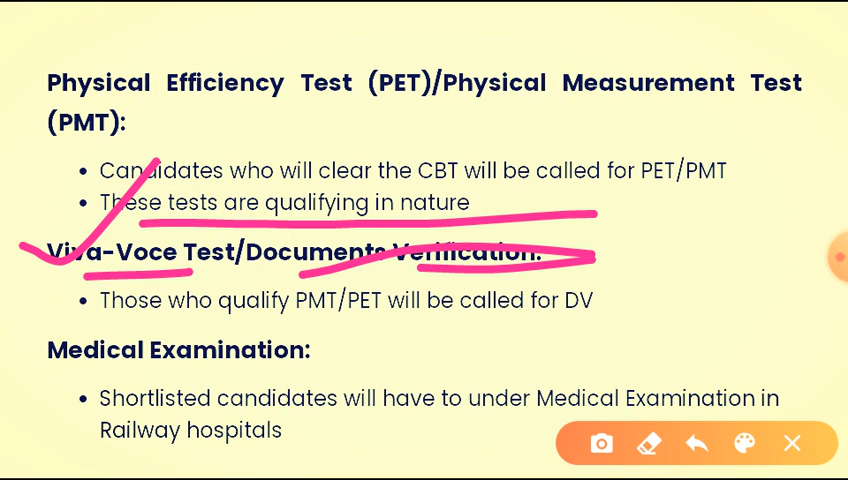 Physical Efficiency Test (PET)/Physical Measurement Test
(PMT):
• Candidates who will clear the CBT will be called for PET/PMT
• These tests are qualifying in nature
Viva-Voce Test/Documents Verification:
• Those who qualify PMT/PET will be called for DV
Medical Examination:
• Shortlisted candidates will have to under Medical Examination in
Railway hospitals